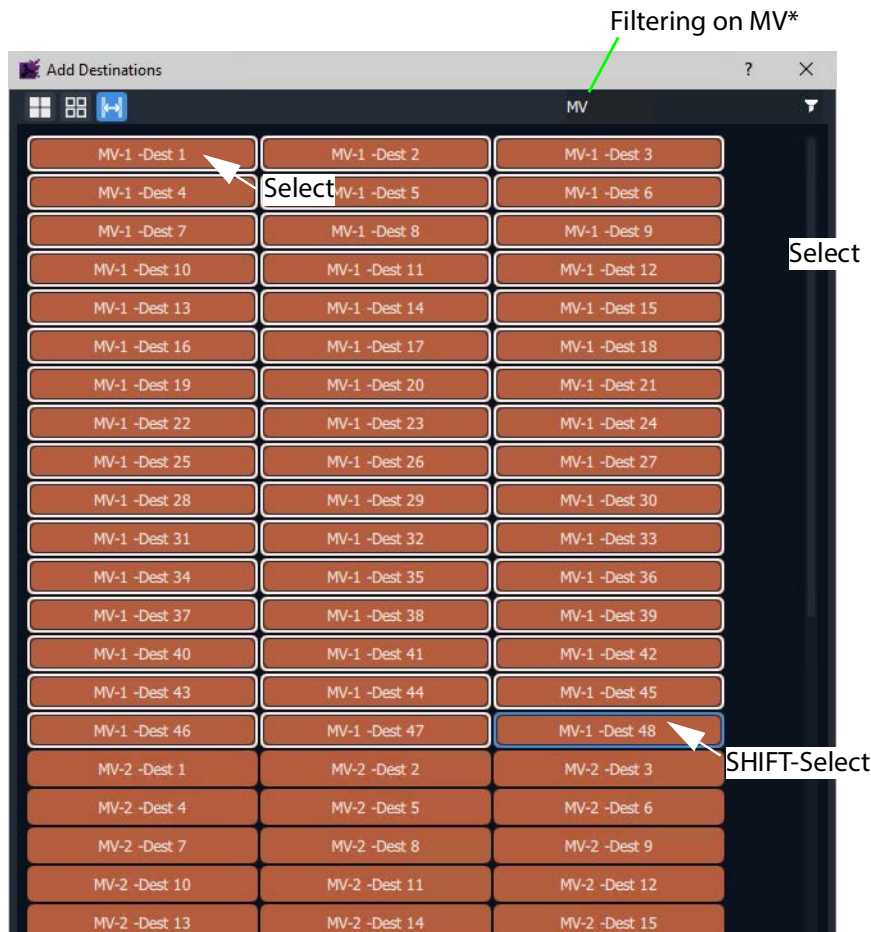 Filtering on MV*
Add Destinations ? ×
MV
MV-1 -Dest 1 MV-1 -Dest 2 MV-1 -Dest 3
Select
MV-1 -Dest 4 MV-1 -Dest 5 MV-1 -Dest 6
MV-1 -Dest 7 MV-1 -Dest 8 MV-1 -Dest 9
Select
MV-1 -Dest 10 MV-1 -Dest 11 MV-1 -Dest 12
MV-1 -Dest 13 MV-1 -Dest 14 MV-1 -Dest 15
MV-1 -Dest 16 MV-1 -Dest 17 MV-1 -Dest 18
MV-1 -Dest 19 MV-1 -Dest 20 MV-1 -Dest 21
MV-1 -Dest 22 MV-1 -Dest 23 MV-1 -Dest 24
MV-1 -Dest 25 MV-1 -Dest 26 MV-1 -Dest 27
MV-1 -Dest 28 MV-1 -Dest 29 MV-1 -Dest 30
MV-1 -Dest 31 MV-1 -Dest 32 MV-1 -Dest 33
MV-1 -Dest 34 MV-1 -Dest 35 MV-1 -Dest 36
MV-1 -Dest 37 MV-1 -Dest 38 MV-1 -Dest 39
MV-1 -Dest 40 MV-1 -Dest 41 MV-1 -Dest 42
MV-1 -Dest 43 MV-1 -Dest 44 MV-1 -Dest 45
MV-1 -Dest 46 MV-1 -Dest 47 MV-1 -Dest 48
SHIFT-Select
MV-2 -Dest 1 MV-2 -Dest 2 MV-2 -Dest 3
MV-2 -Dest 4 MV-2 -Dest 5 MV-2 -Dest 6
MV-2 -Dest 7 MV-2 -Dest 8 MV-2 -Dest 9
MV-2 -Dest 10 MV-2 -Dest 11 MV-2 -Dest 12
MV-2 -Dest 13 MV-2 -Dest 14 MV-2 -Dest 15